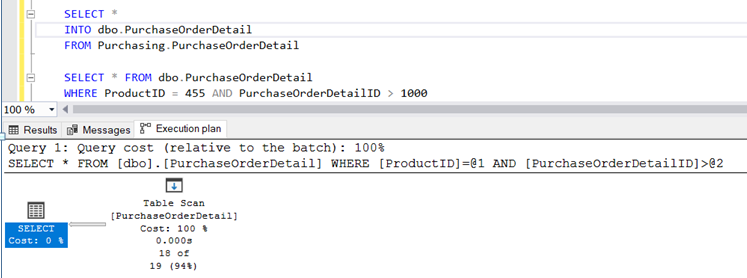 SELECT *
INTO dbo.PurchaseOrderDetail
FROM Purchasing.PurchaseOrderDetail
SELECT * FROM dbo.PurchaseOrderDetail
WHERE ProductID = 455 AND PurchaseOrderDetailID > 1000
100 %
Results Messages Execution plan
Query 1: Query cost (relative to the batch): 100%
SELECT * FROM [dbo].[PurchaseOrderDetail] WHERE [ProductID]=@1 AND [PurchaseOrderDetailID]>@2
SELECT
Cost: 0 %
Table Scan
[PurchaseOrderDetail]
Cost: 100 %
0.000s
18 of
19 (94%)